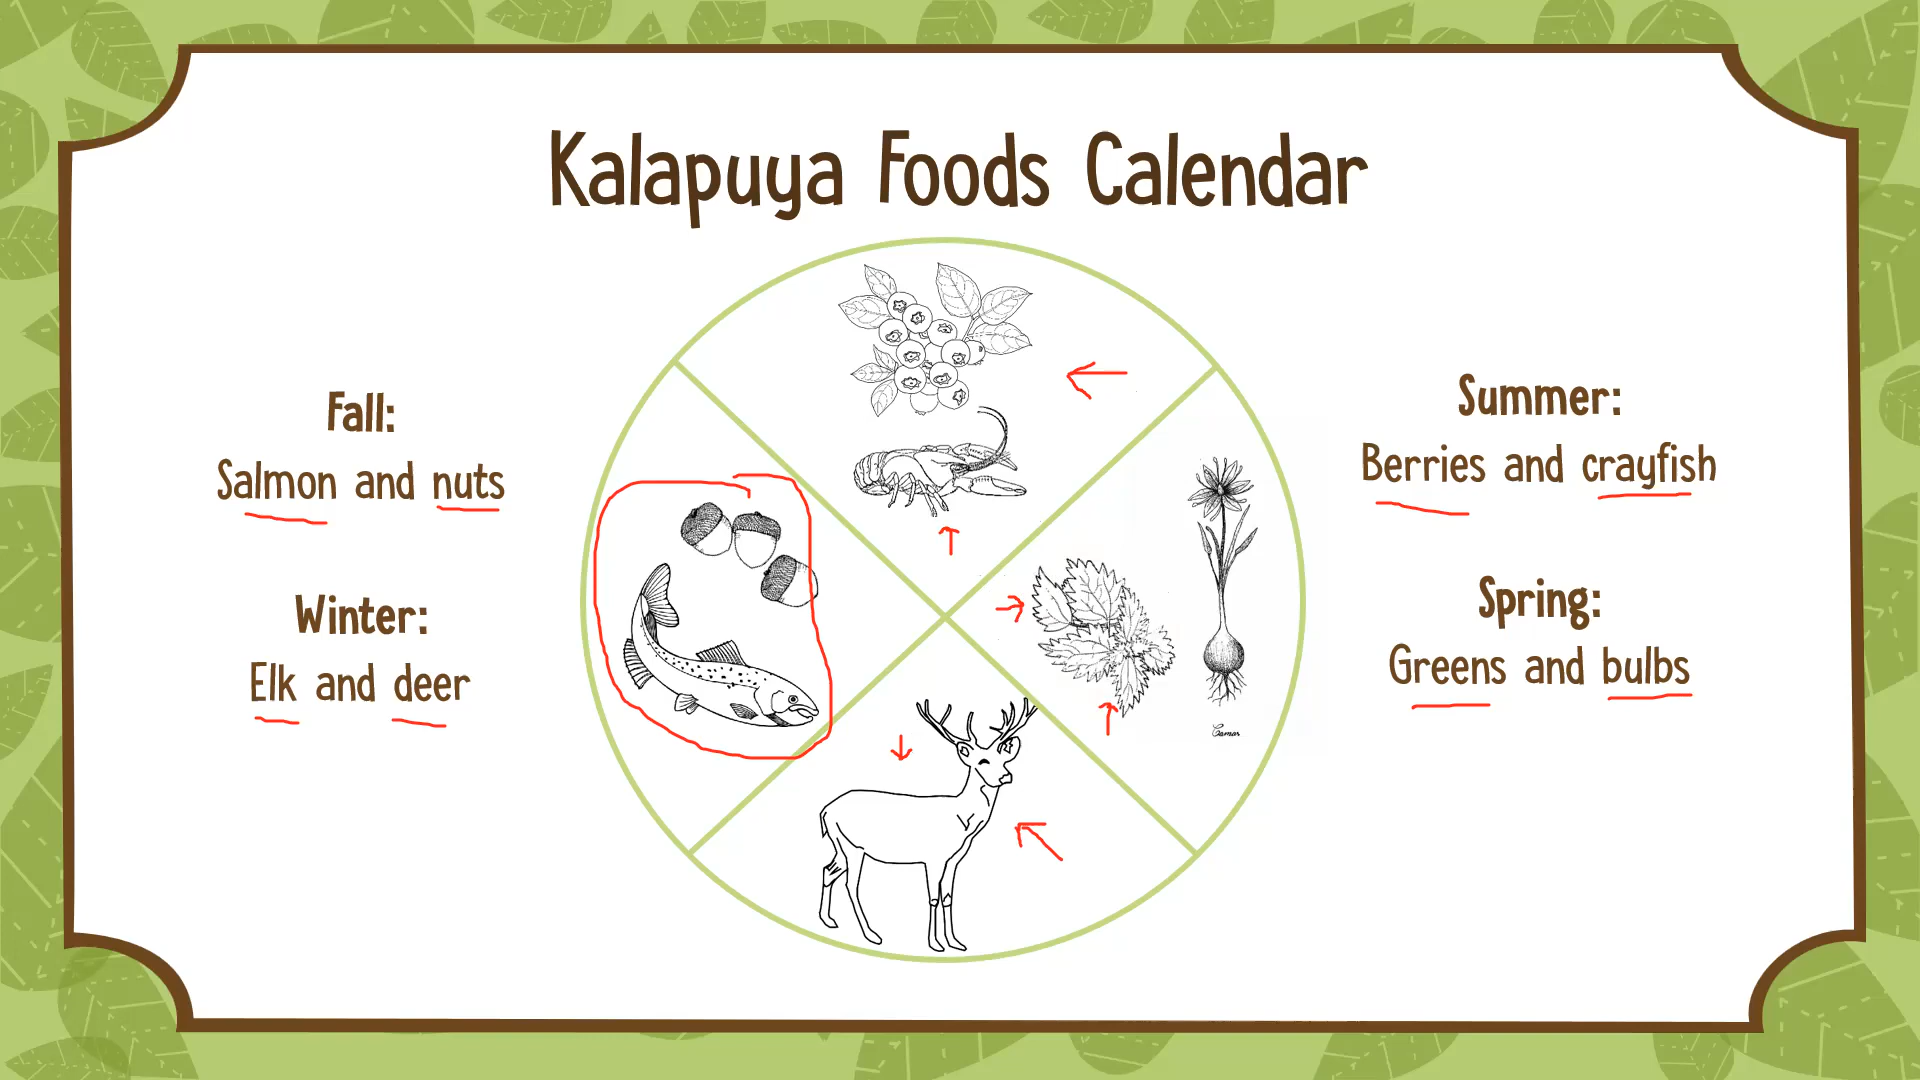 Kalapuya Foods Calendar
Fall:
Salmon and nuts
Winter:
Elk and deer
Summer:
Berries and crayfish
Spring:
Greens and bulbs
Camas